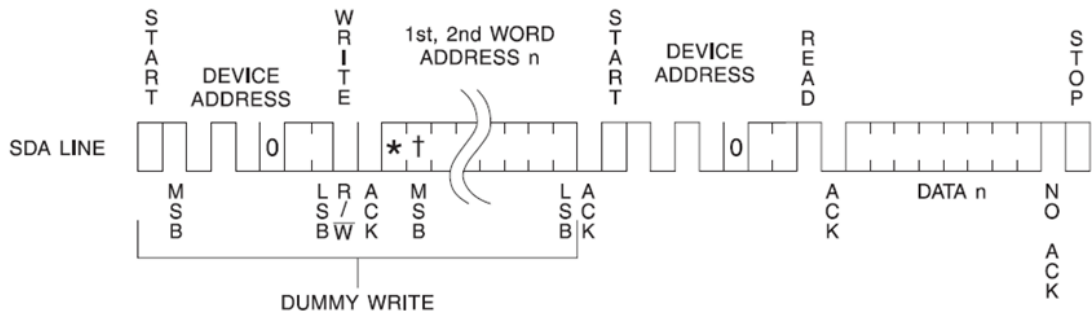 START
WRITE
1st, 2nd WORD
ADDRESS n
START
DEVICE
ADDRESS
READ
STOP
DEVICE
ADDRESS
SDA LINE
0
* †
0
MSB
LSB
R/W̅
ACK
MSB
LSB
ACK
ACK
DATA n
NO ACK
DUMMY WRITE